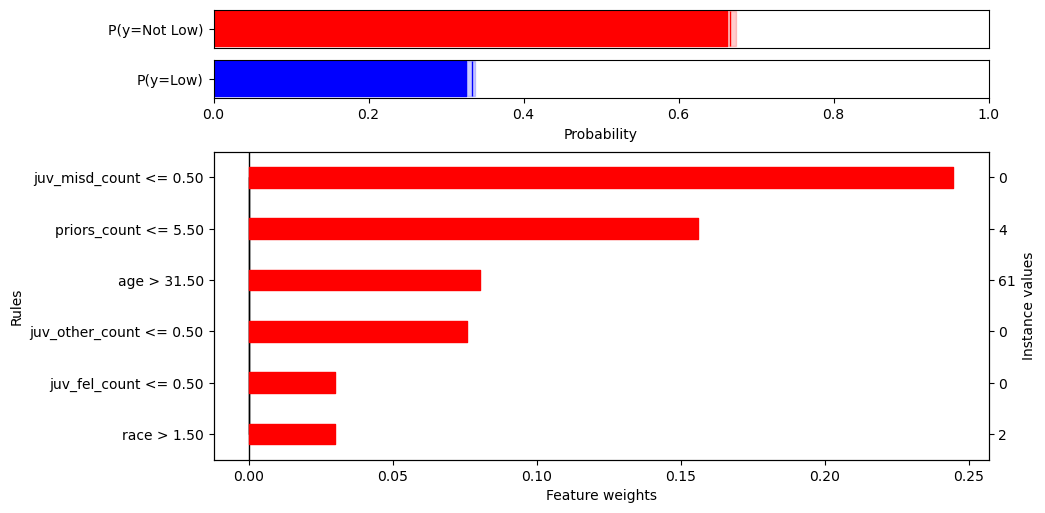 P(y=Not Low)
P(y=Low)
0.0 0.2 0.4 0.6 0.8 1.0
Probability
juv_misd_count <= 0.50 0
priors_count <= 5.50 4
age > 31.50 61
juv_other_count <= 0.50 0
juv_fel_count <= 0.50 0
race > 1.50 2
Rules
Instance values
0.00 0.05 0.10 0.15 0.20 0.25
Feature weights